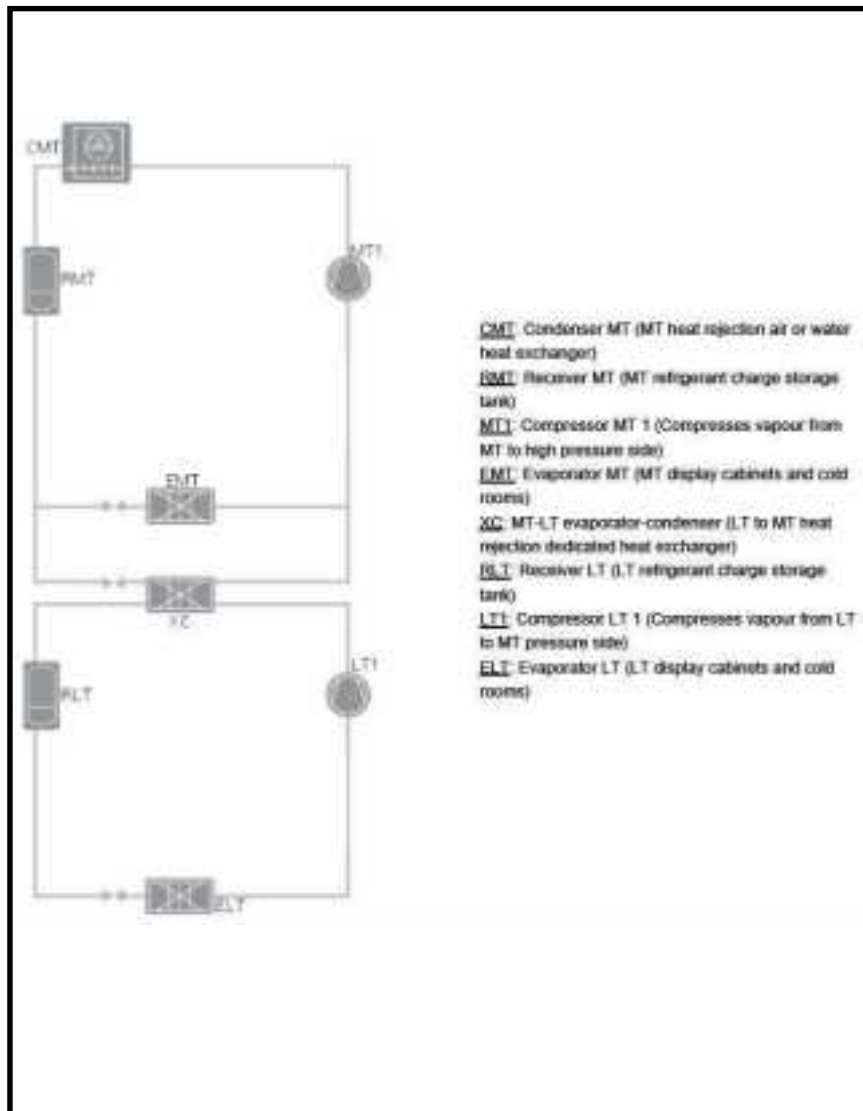 CMT
MT1
RMT
EMT
XC
LT1
RLT
ELT
CMT: Condenser MT (MT heat rejection air or water
heat exchanger)
RMT: Receiver MT (MT refrigerant charge storage
tank)
MT1: Compressor MT 1 (Compresses vapour from
MT to high pressure side)
EMT: Evaporator MT (MT display cabinets and cold
rooms)
XC: MT-LT evaporator-condenser (LT to MT heat
rejection dedicated heat exchanger)
RLT: Receiver LT (LT refrigerant charge storage
tank)
LT1: Compressor LT 1 (Compresses vapour from LT
to MT pressure side)
ELT: Evaporator LT (LT display cabinets and cold
rooms)